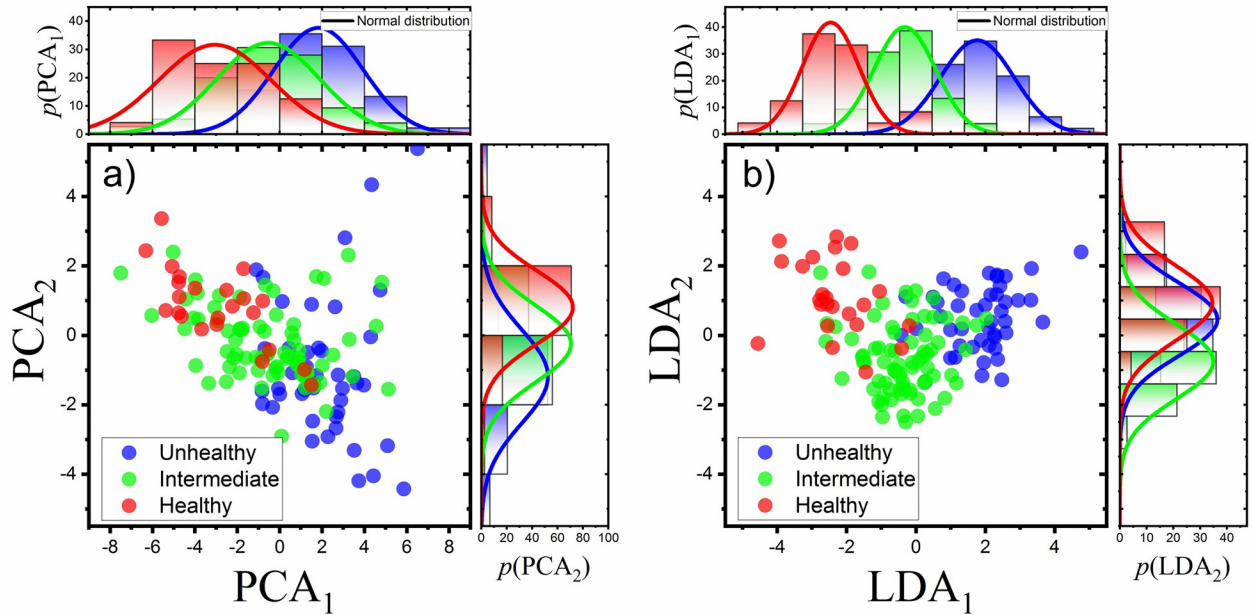 Normal distribution
40
30
20
10
0
p(PCA₁)
a)
4
2
0
-2
-4
PCA₂
Unhealthy
Intermediate
Healthy
-8 -6 -4 -2 0 2 4 6 8
PCA₁
0 20 40 60 80 100
p(PCA₂)
Normal distribution
40
30
20
10
0
p(LDA₁)
b)
4
2
0
-2
-4
LDA₂
Unhealthy
Intermediate
Healthy
-4 -2 0 2 4
LDA₁
0 10 20 30 40
p(LDA₂)